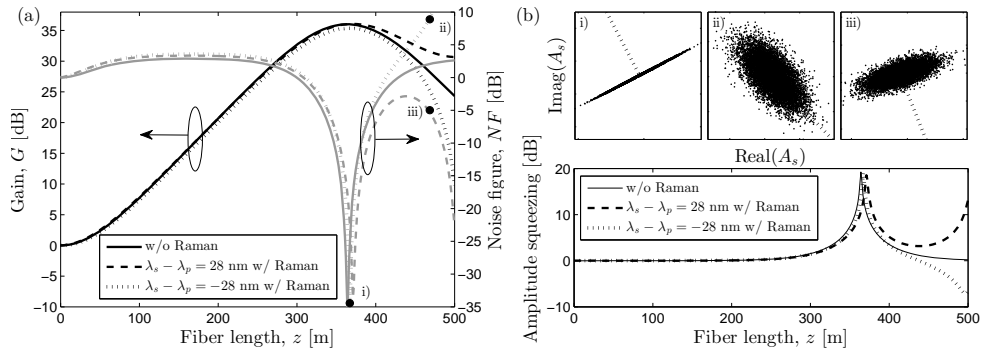 (a)
Gain, G [dB]
35
30
25
20
15
10
5
0
−5
−10
0 100 200 300 400 500
Fiber length, z [m]
10
5
0
−5
−10
−15
−20
−25
−30
−35
Noise figure, NF [dB]
ii)
iii)
i)
w/o Raman
λs − λp = 28 nm w/ Raman
λs − λp = −28 nm w/ Raman
(b)
i)
ii)
iii)
Imag(As)
Real(As)
Amplitude squeezing [dB]
20
10
0
−10
0 100 200 300 400 500
Fiber length, z [m]
w/o Raman
λs − λp = 28 nm w/ Raman
λs − λp = −28 nm w/ Raman